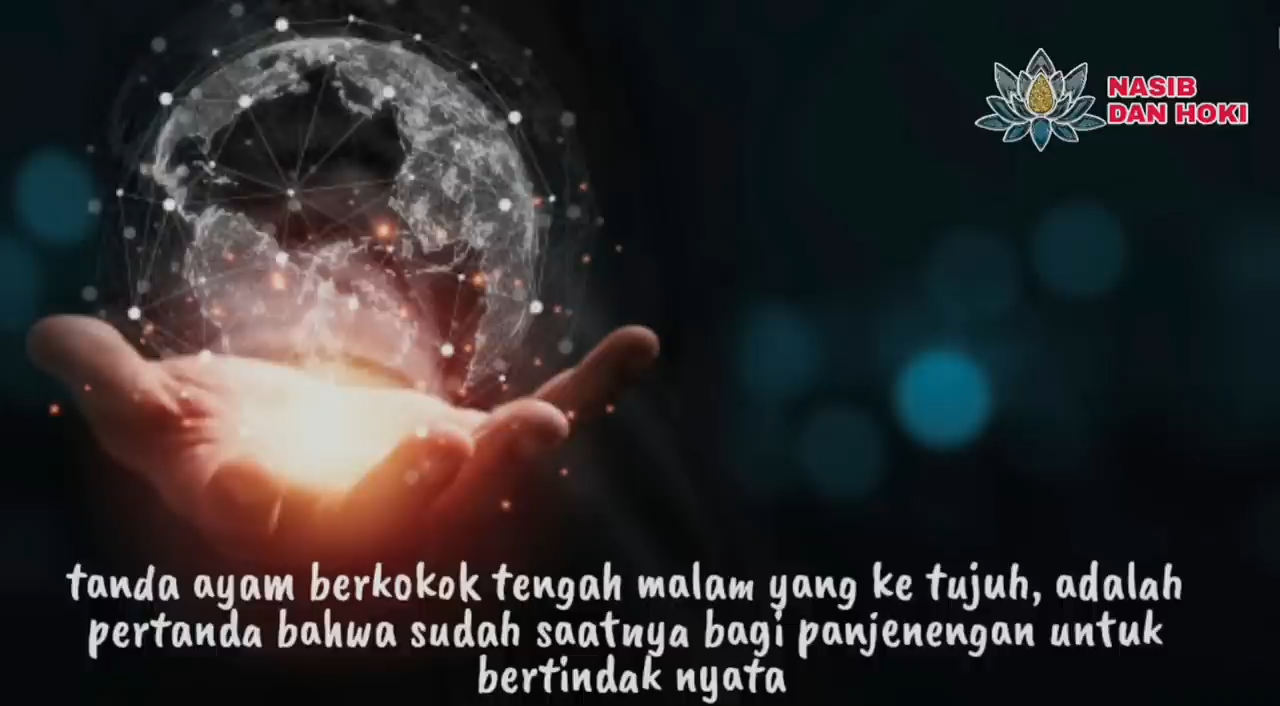 NASIB
DAN HOKI
tanda ayam berkokok tengah malam yang ke tujuh, adalah
pertanda bahwa sudah saatnya bagi panjenengan untuk
bertindak nyata